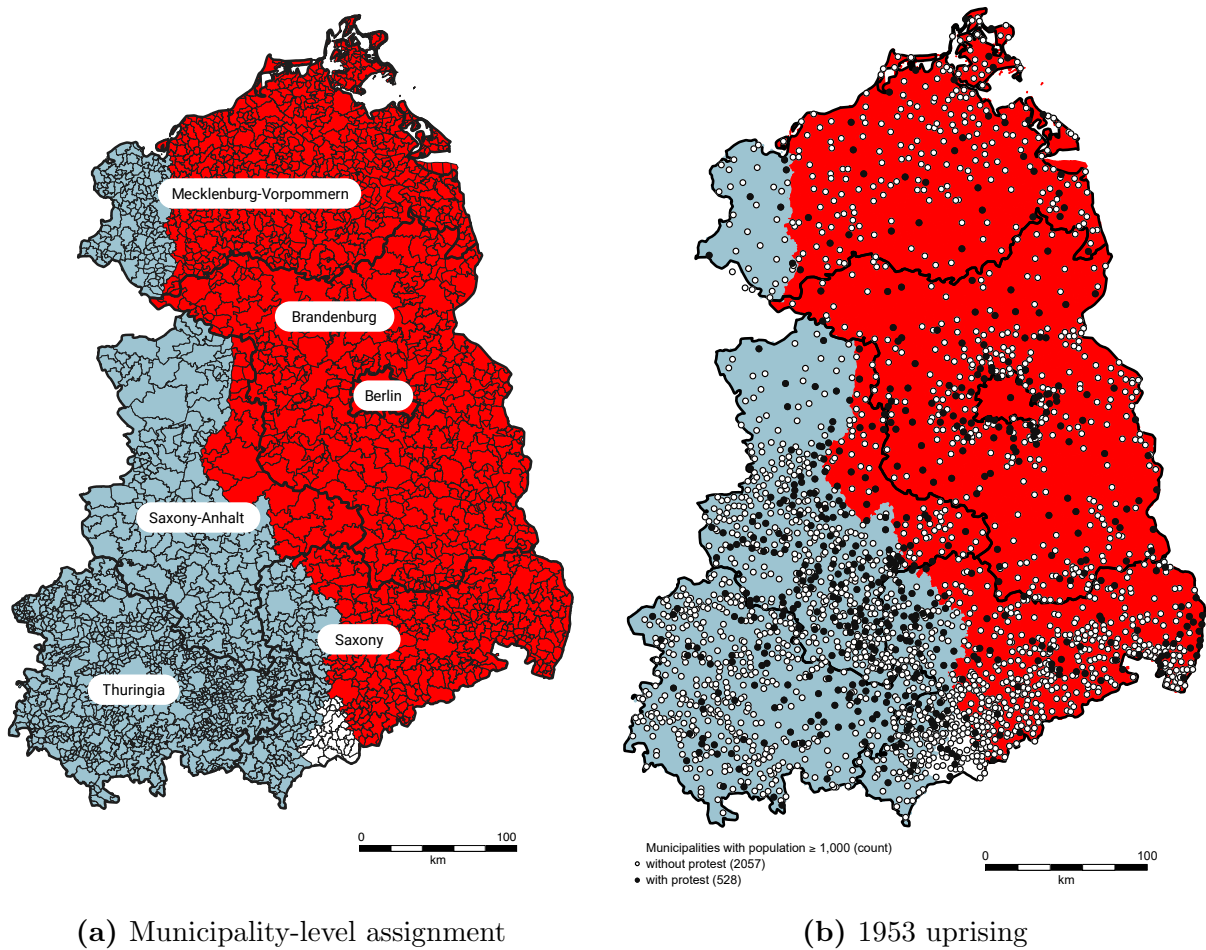 Mecklenburg-Vorpommern
Brandenburg
Berlin
Saxony-Anhalt
Saxony
Thuringia
0 100
km
(a) Municipality-level assignment
Municipalities with population ≥ 1,000 (count)
without protest (2057)
with protest (528)
0 100
km
(b) 1953 uprising